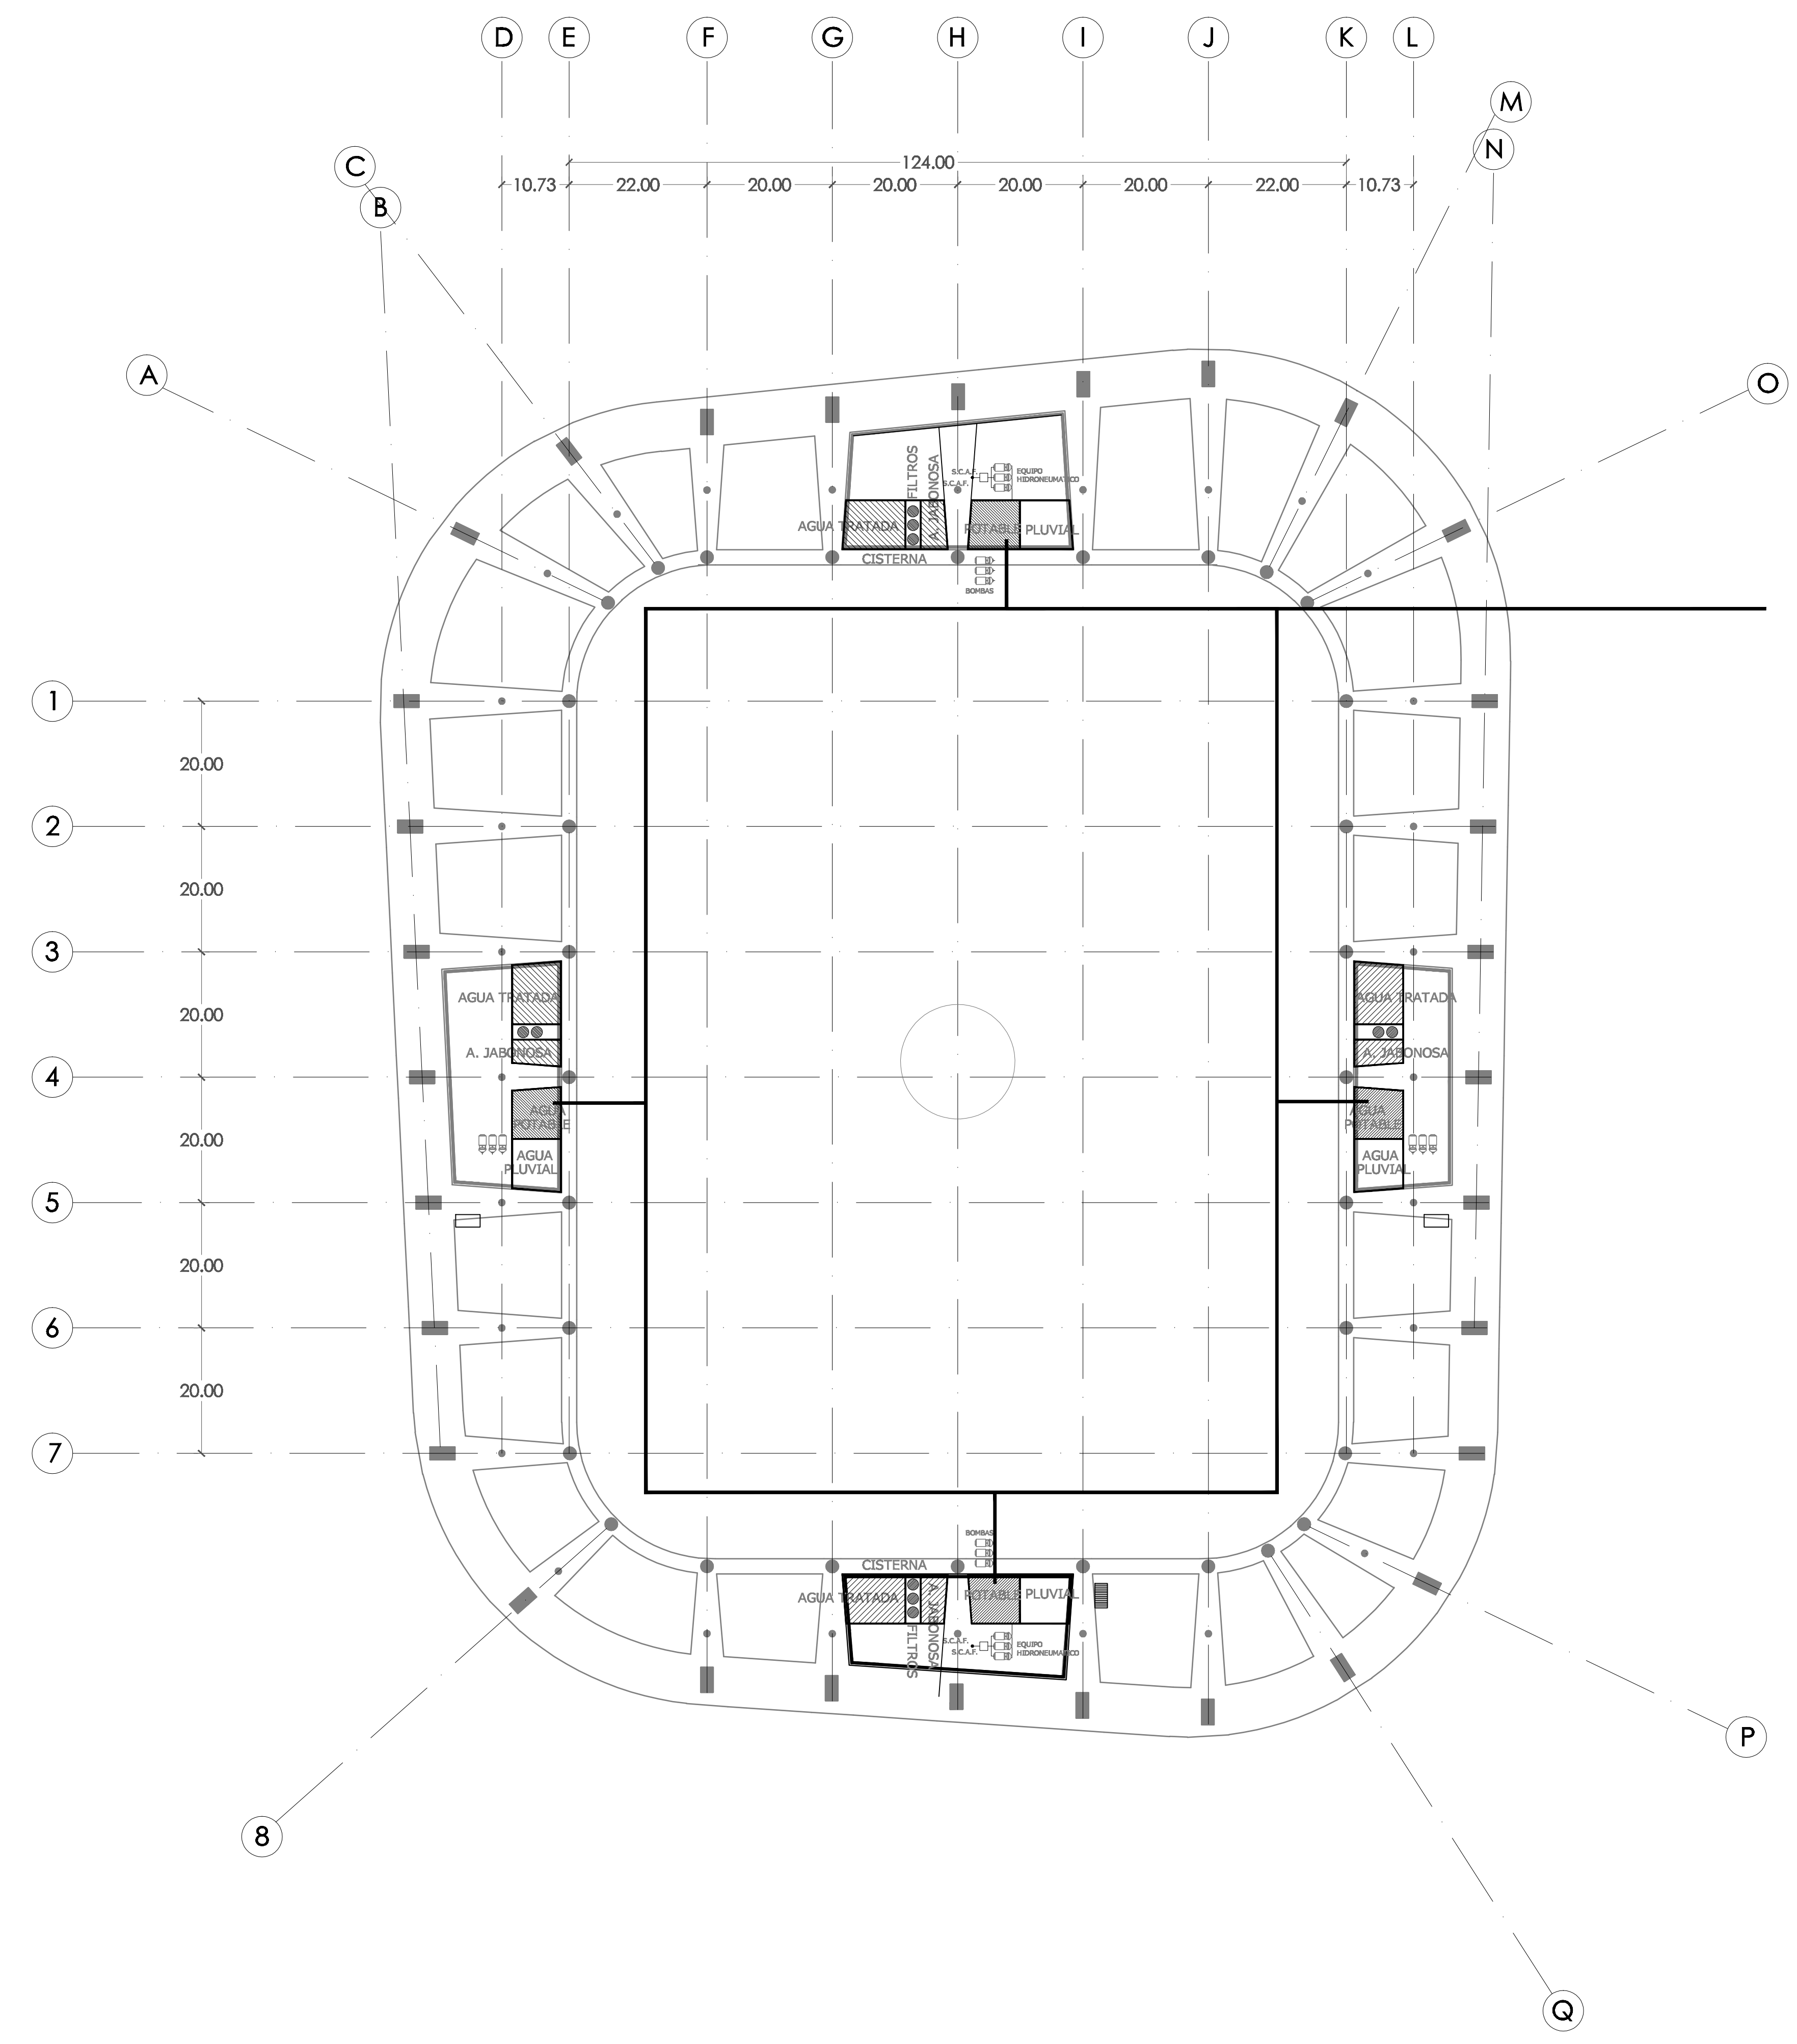 D E F G H I J K L
M
N
C
B
124.00
10.73 22.00 20.00 20.00 20.00 20.00 22.00 10.73
A
O
FILTROS
A. JABONOSA
S.C.A.F.
S.C.A.F.
EQUIPO
HIDRONEUMATICO
AGUA TRATADA
POTABLE PLUVIAL
CISTERNA
BOMBAS
1
20.00
2
20.00
3
20.00
AGUA TRATADA
A. JABONOSA
AGUA TRATADA
A. JABONOSA
4
AGUA
POTABLE
AGUA
PLUVIAL
AGUA
POTABLE
AGUA
PLUVIAL
20.00
5
20.00
6
20.00
7
BOMBAS
CISTERNA
AGUA TRATADA
POTABLE PLUVIAL
A. JABONOSA
FILTROS
S.C.A.F.
S.C.A.F.
EQUIPO
HIDRONEUMATICO
P
8
Q